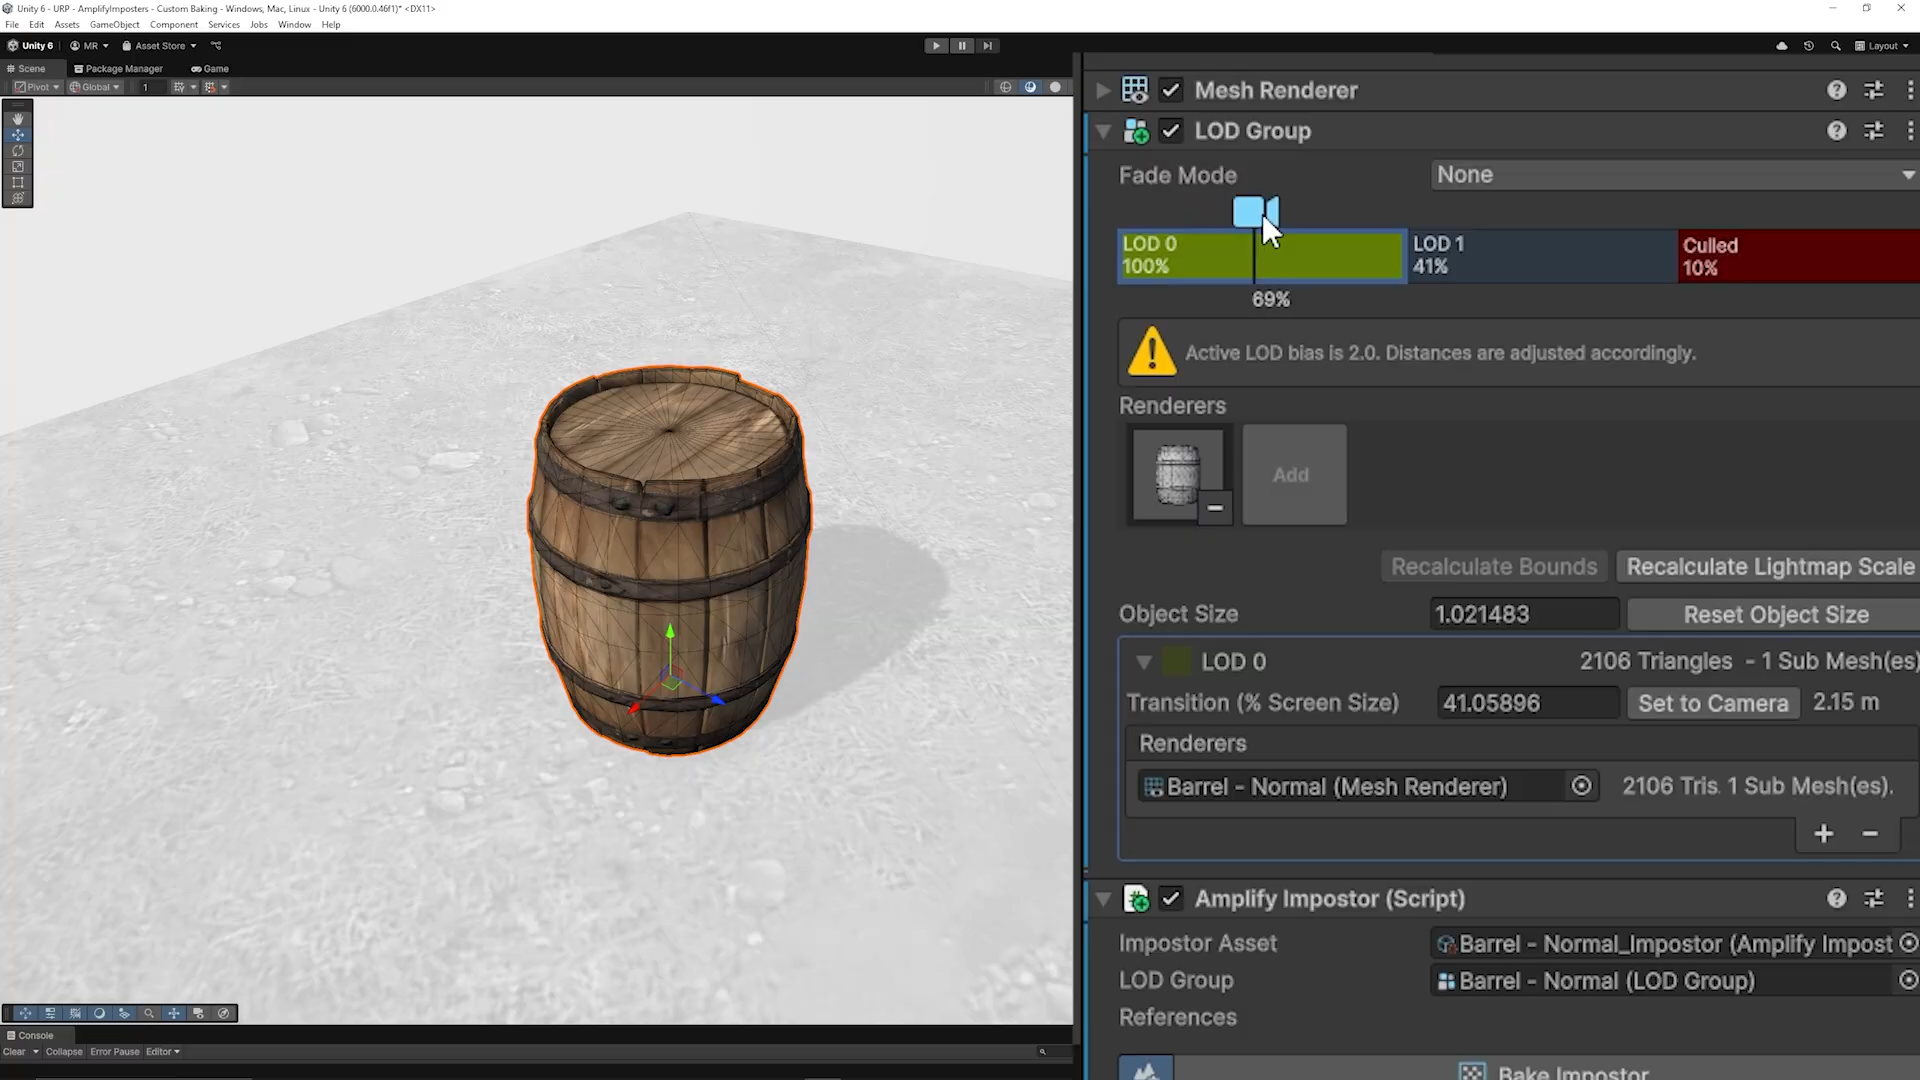 Unity 6 - URP - AmplifyImposters - Custom Baking - Windows, Mac, Linux - Unity 6 (6000.0.46f1)* <DX11>
File Edit Assets GameObject Component Services Jobs Window Help
Unity 6 MR Asset Store Layout
Scene Package Manager Game
Pivot Global 1
Mesh Renderer
LOD Group
Fade Mode None
LOD 0 LOD 1 Culled
100% 41% 10%
69%
Active LOD bias is 2.0. Distances are adjusted accordingly.
Renderers
Add
Recalculate Bounds Recalculate Lightmap Scale
Object Size 1.021483 Reset Object Size
LOD 0 2106 Triangles - 1 Sub Mesh(es)
Transition (% Screen Size) 41.05896 Set to Camera 2.15 m
Renderers
Barrel - Normal (Mesh Renderer) 2106 Tris. 1 Sub Mesh(es).
+ -
Amplify Impostor (Script)
Impostor Asset Barrel - Normal_Impostor (Amplify Impost
LOD Group Barrel - Normal (LOD Group)
References
Bake Impostor
Console
Clear Collapse Error Pause Editor